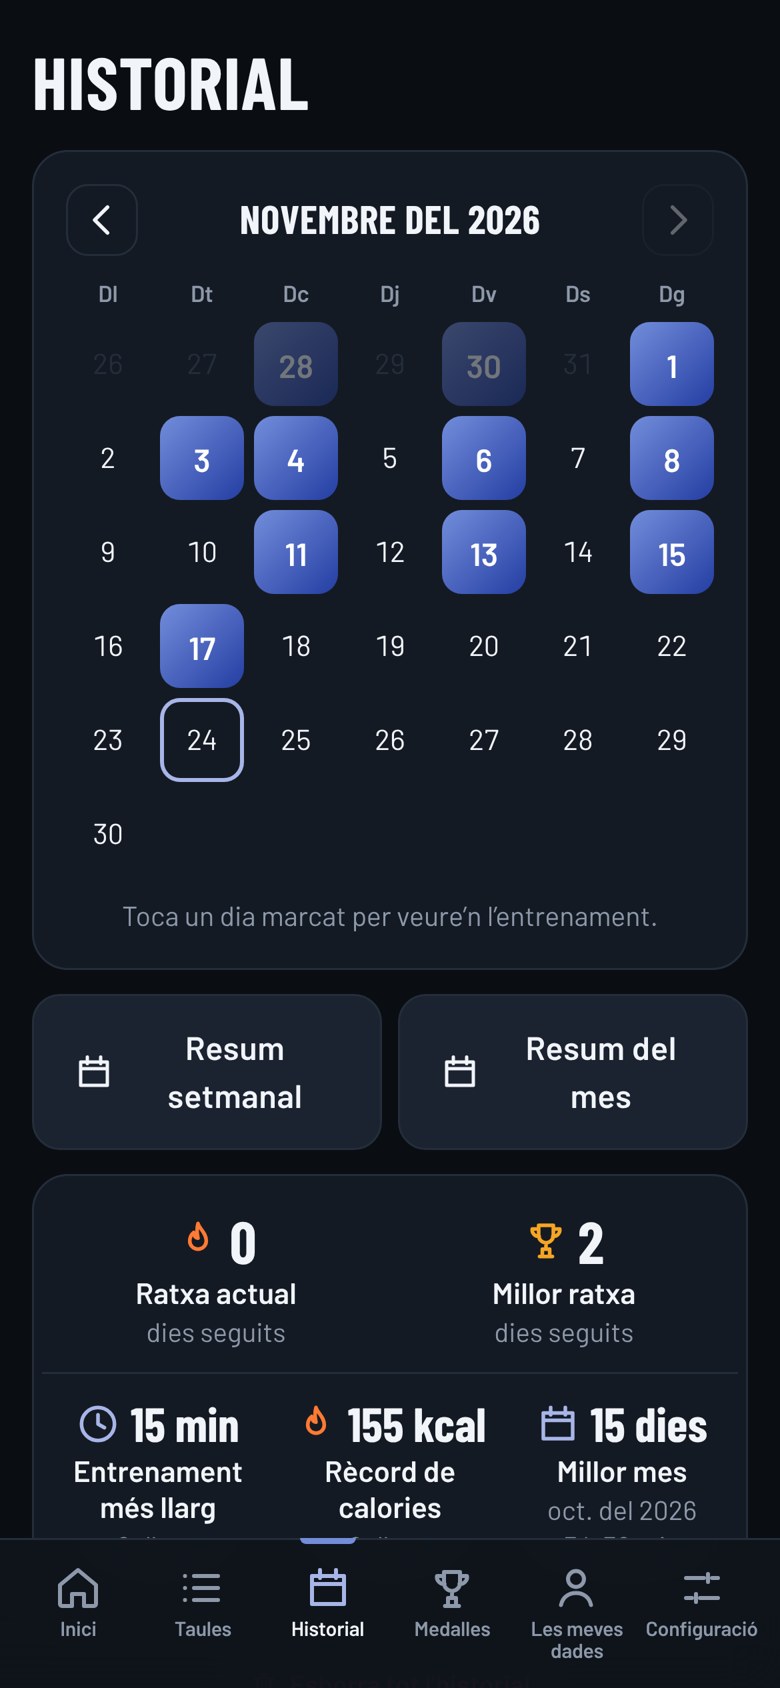 HISTORIAL
NOVEMBRE DEL 2026
Dl Dt Dc Dj Dv Ds Dg
26 27 28 29 30 31 1
2 3 4 5 6 7 8
9 10 11 12 13 14 15
16 17 18 19 20 21 22
23 24 25 26 27 28 29
30
Toca un dia marcat per veure’n l’entrenament.
Resum
setmanal
Resum del
mes
0
Ratxa actual
dies seguits
2
Millor ratxa
dies seguits
15 min
Entrenament
més llarg
155 kcal
Rècord de
calories
15 dies
Millor mes
oct. del 2026
Inici
Taules
Historial
Medalles
Les meves
dades
Configuració